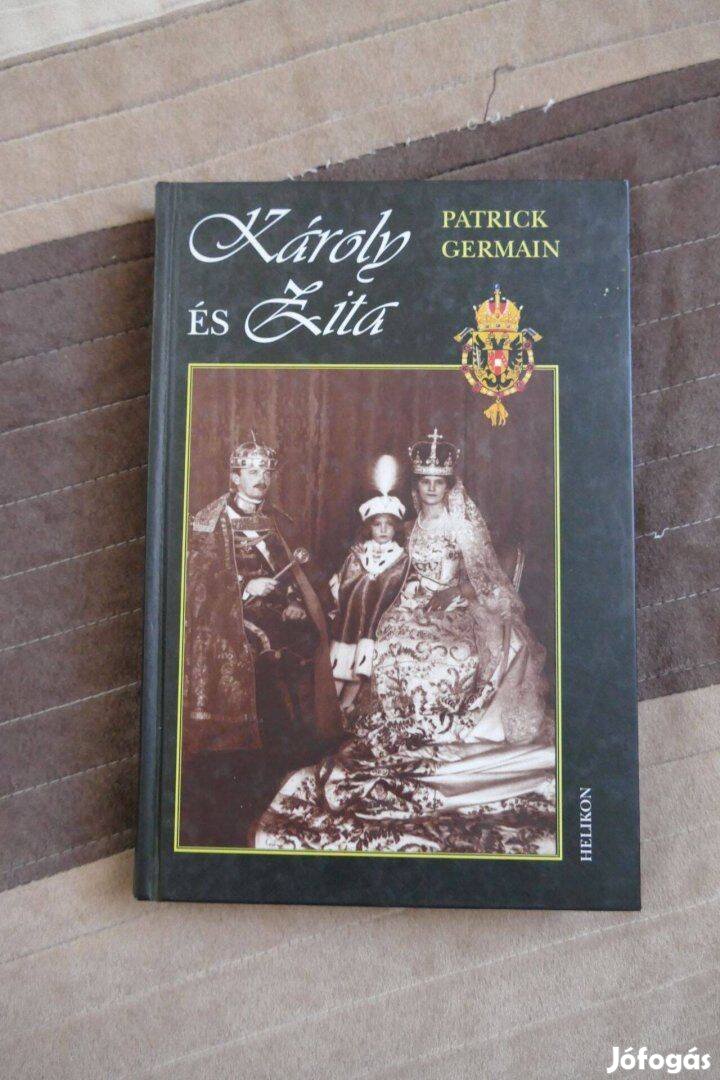 Károly
és Zita
PATRICK
GERMAIN
HELIKON
Jófogás